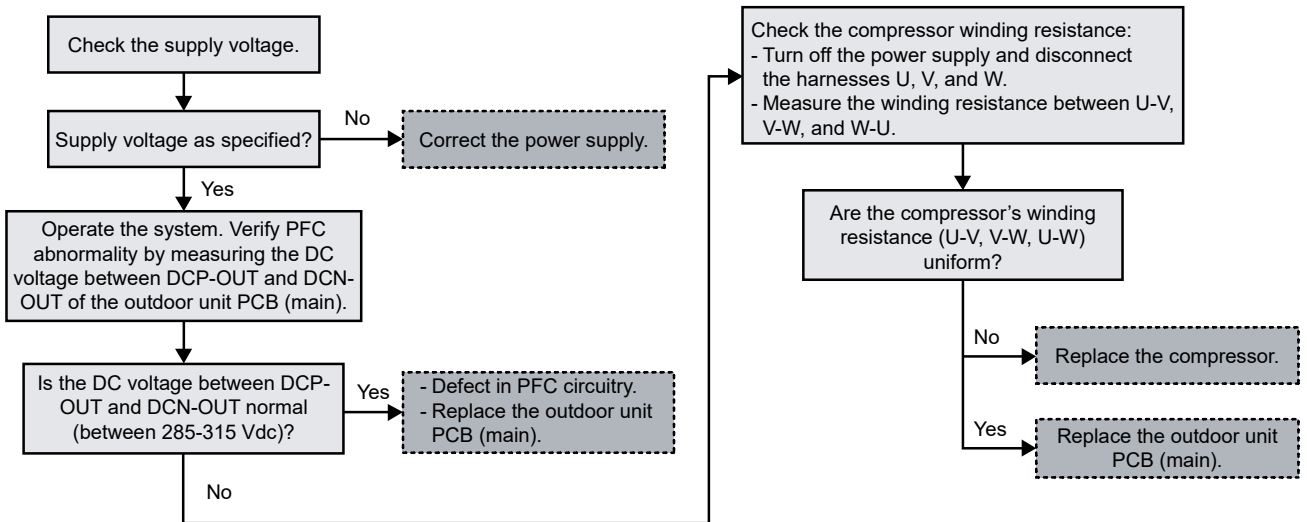 Check the supply voltage.
Supply voltage as specified?
No
Correct the power supply.
Yes
Operate the system. Verify PFC
abnormality by measuring the DC
voltage between DCP-OUT and DCN-
OUT of the outdoor unit PCB (main).
Is the DC voltage between DCP-
OUT and DCN-OUT normal
(between 285-315 Vdc)?
Yes
- Defect in PFC circuitry.
- Replace the outdoor unit
PCB (main).
No
Check the compressor winding resistance:
- Turn off the power supply and disconnect
the harnesses U, V, and W.
- Measure the winding resistance between U-V,
V-W, and W-U.
Are the compressor’s winding
resistance (U-V, V-W, U-W)
uniform?
No
Replace the compressor.
Yes
Replace the outdoor unit
PCB (main).